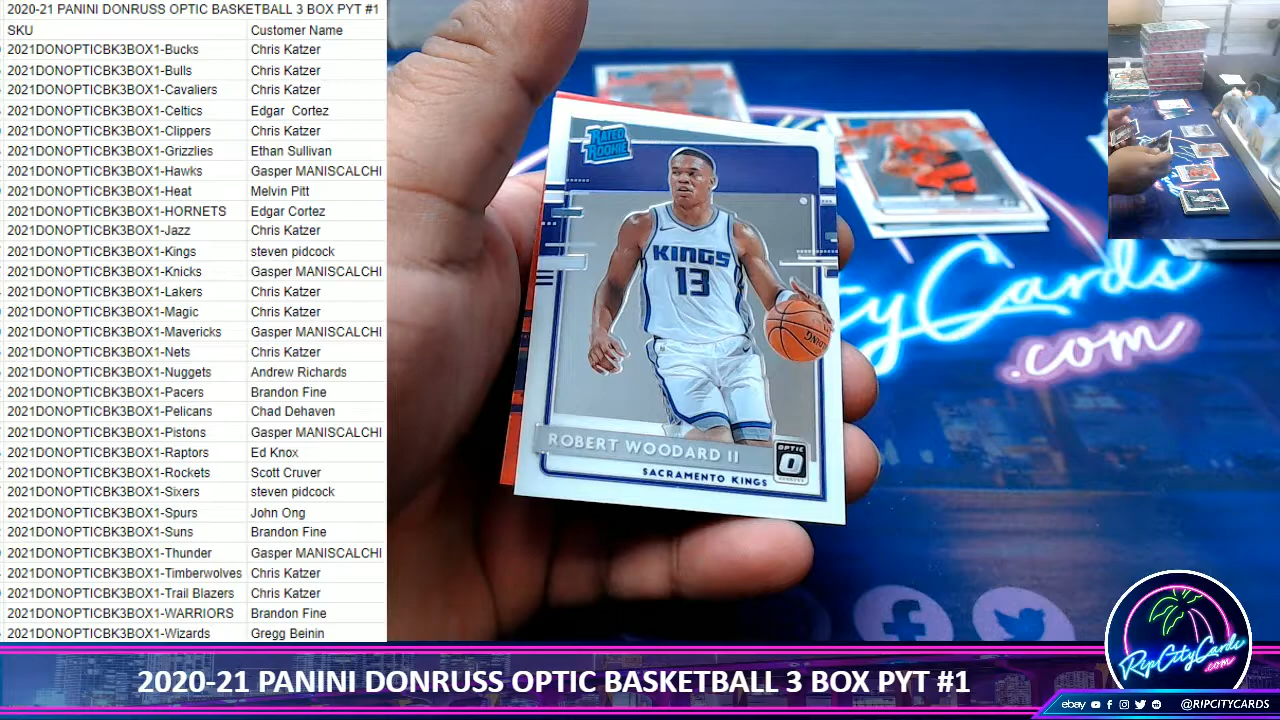 2020-21 PANINI DONRUSS OPTIC BASKETBALL 3 BOX PYT #1
SKU Customer Name
2021DONOPTICBK3BOX1-Bucks Chris Katzer
2021DONOPTICBK3BOX1-Bulls Chris Katzer
2021DONOPTICBK3BOX1-Cavaliers Chris Katzer
2021DONOPTICBK3BOX1-Celtics Edgar Cortez
2021DONOPTICBK3BOX1-Clippers Chris Katzer
2021DONOPTICBK3BOX1-Grizzlies Ethan Sullivan
2021DONOPTICBK3BOX1-Hawks Gasper MANISCALCHI
2021DONOPTICBK3BOX1-Heat Melvin Pitt
2021DONOPTICBK3BOX1-HORNETS Edgar Cortez
2021DONOPTICBK3BOX1-Jazz Chris Katzer
2021DONOPTICBK3BOX1-Kings steven pidcock
2021DONOPTICBK3BOX1-Knicks Gasper MANISCALCHI
2021DONOPTICBK3BOX1-Lakers Chris Katzer
2021DONOPTICBK3BOX1-Magic Chris Katzer
2021DONOPTICBK3BOX1-Mavericks Gasper MANISCALCHI
2021DONOPTICBK3BOX1-Nets Chris Katzer
2021DONOPTICBK3BOX1-Nuggets Andrew Richards
2021DONOPTICBK3BOX1-Pacers Brandon Fine
2021DONOPTICBK3BOX1-Pelicans Chad Dehaven
2021DONOPTICBK3BOX1-Pistons Gasper MANISCALCHI
2021DONOPTICBK3BOX1-Raptors Ed Knox
2021DONOPTICBK3BOX1-Rockets Scott Cruver
2021DONOPTICBK3BOX1-Sixers steven pidcock
2021DONOPTICBK3BOX1-Spurs John Ong
2021DONOPTICBK3BOX1-Suns Brandon Fine
2021DONOPTICBK3BOX1-Thunder Gasper MANISCALCHI
2021DONOPTICBK3BOX1-Timberwolves Chris Katzer
2021DONOPTICBK3BOX1-Trail Blazers Chris Katzer
2021DONOPTICBK3BOX1-WARRIORS Brandon Fine
2021DONOPTICBK3BOX1-Wizards Gregg Beinin
RATED
ROOKIE
KINGS
13
ROBERT WOODARD II
OPTIC
SACRAMENTO KINGS
yCards
.com
RipCityCards
.com
2020-21 PANINI DONRUSS OPTIC BASKETBALL 3 BOX PYT #1
ebay @RIPCITYCARDS